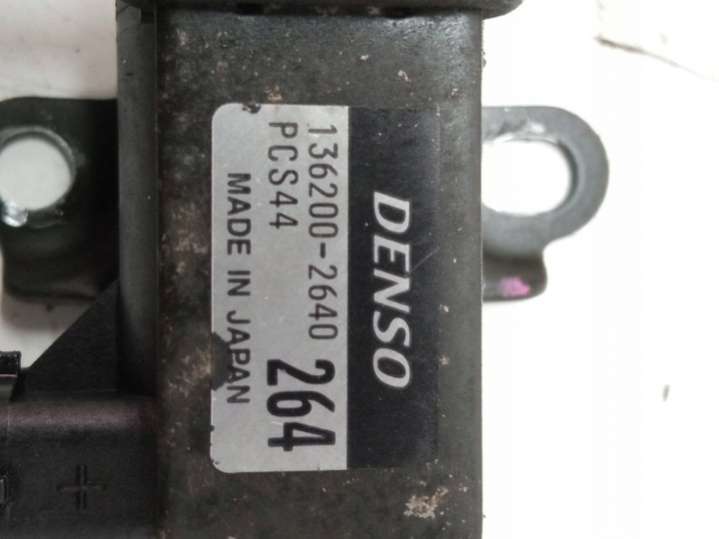 DENSO
136200-2640
PCS44 264
MADE IN JAPAN
+